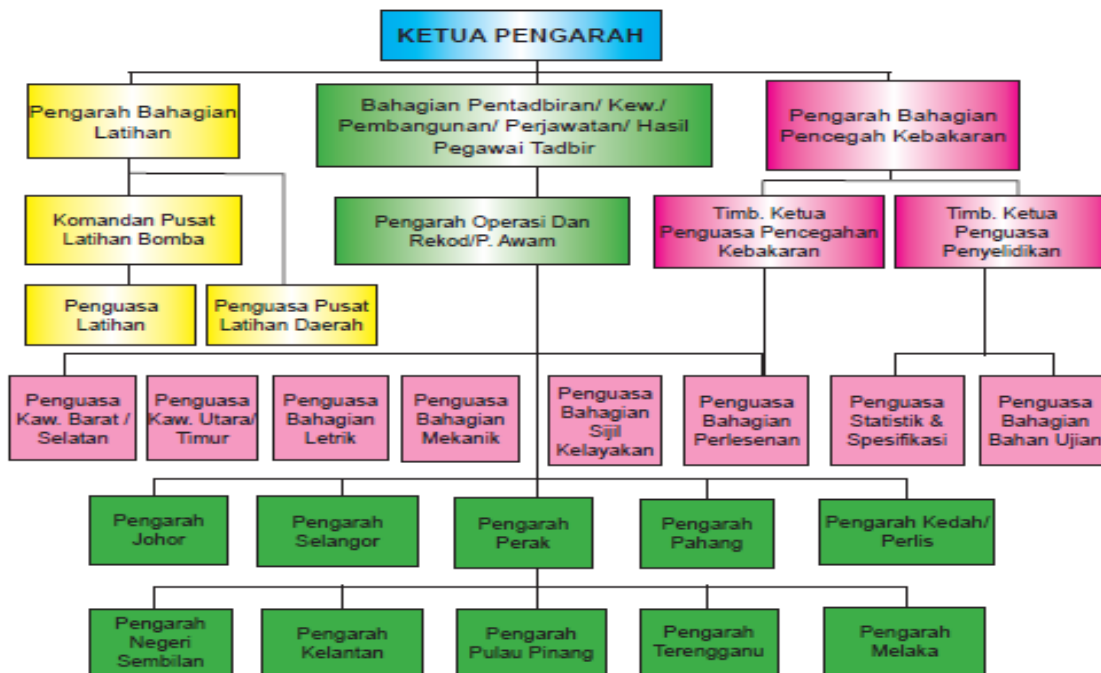 KETUA PENGARAH
Pengarah Bahagian
Latihan
Bahagian Pentadbiran/ Kew./
Pembangunan/ Perjawatan/ Hasil
Pegawai Tadbir
Pengarah Bahagian
Pencegah Kebakaran
Komandan Pusat
Latihan Bomba
Pengarah Operasi Dan
Rekod/P. Awam
Timb. Ketua
Penguasa Pencegahan
Kebakaran
Timb. Ketua
Penguasa
Penyelidikan
Penguasa
Latihan
Penguasa Pusat
Latihan Daerah
Penguasa
Kaw. Barat /
Selatan
Penguasa
Kaw. Utara/
Timur
Penguasa
Bahagian
Letrik
Penguasa
Bahagian
Mekanik
Penguasa
Bahagian
Sijil
Kelayakan
Penguasa
Bahagian
Perlesenan
Penguasa
Statistik &
Spesifikasi
Penguasa
Bahagian
Bahan Ujian
Pengarah
Johor
Pengarah
Selangor
Pengarah
Perak
Pengarah
Pahang
Pengarah Kedah/
Perlis
Pengarah
Negeri
Sembilan
Pengarah
Kelantan
Pengarah
Pulau Pinang
Pengarah
Terengganu
Pengarah
Melaka